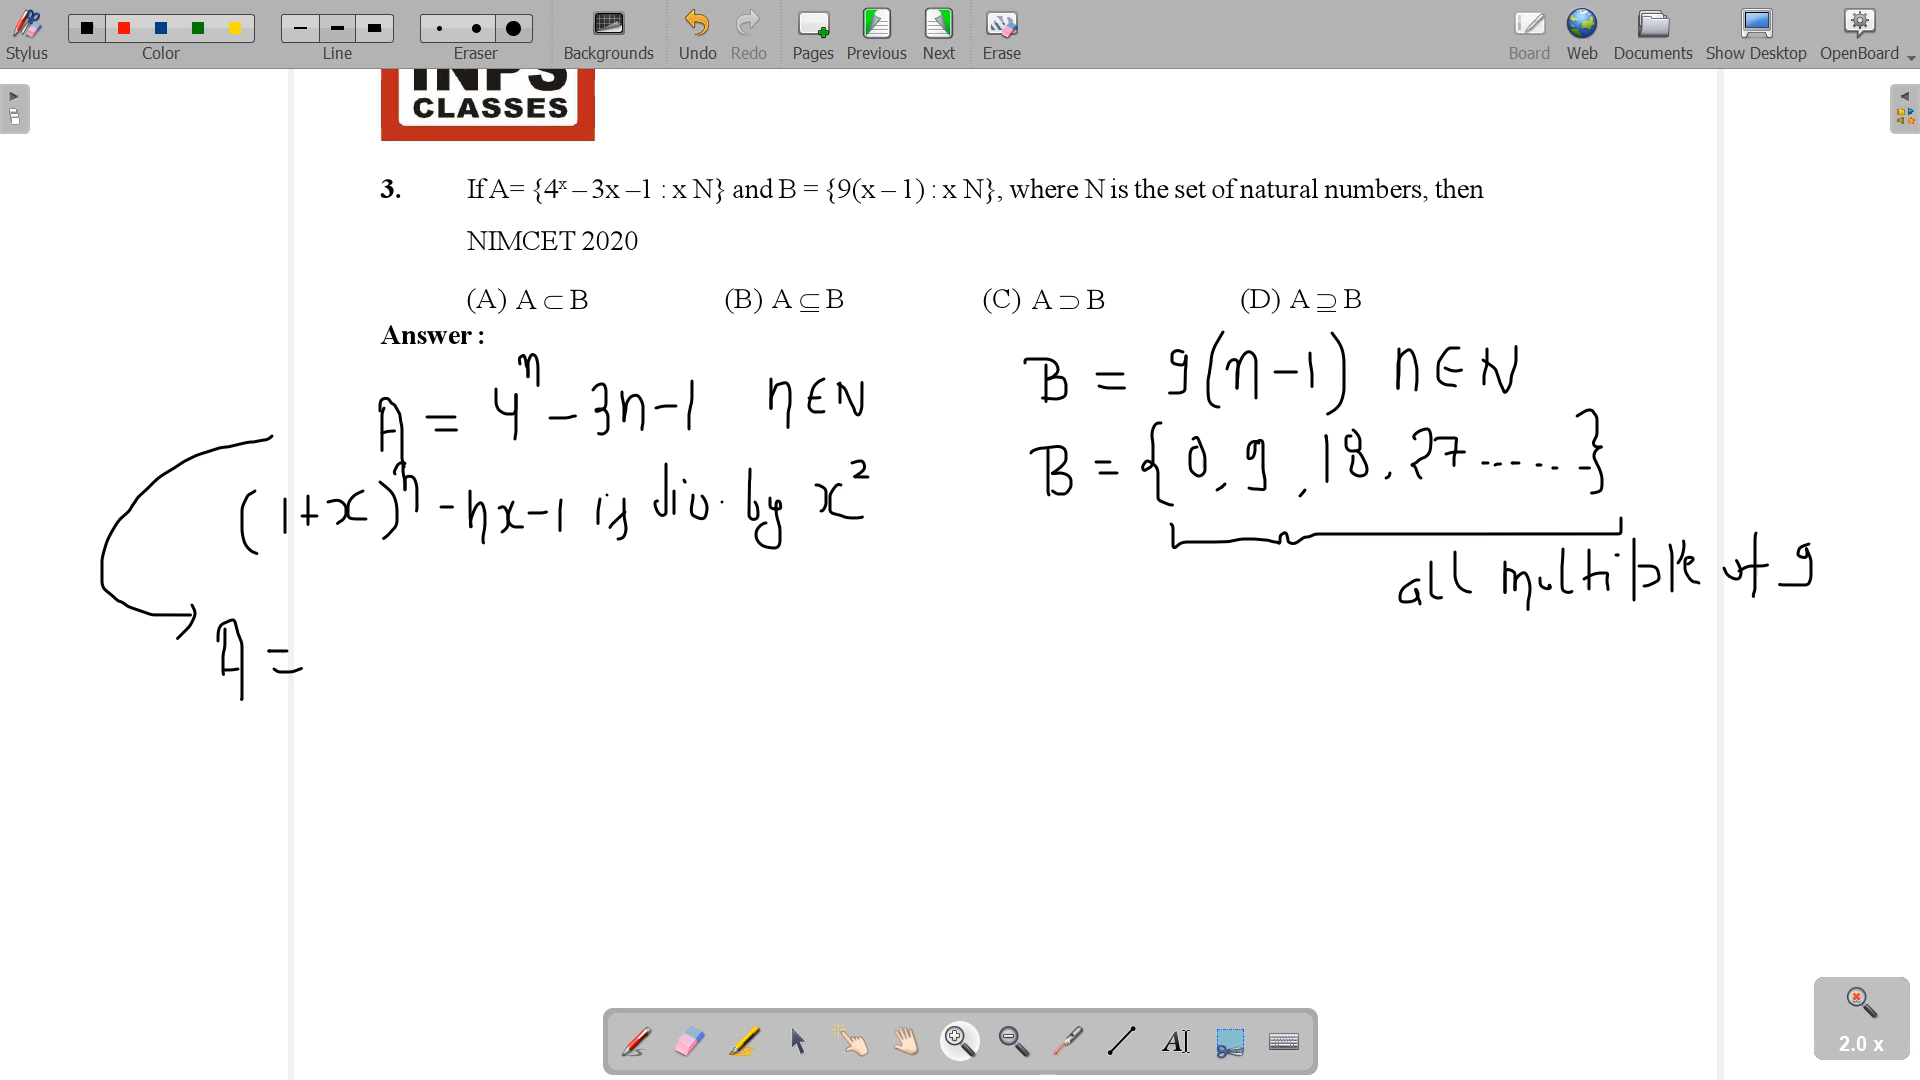 Stylus Color Line Eraser Backgrounds Undo Redo Pages Previous Next Erase Board Web Documents Show Desktop OpenBoard
INPS
CLASSES
3. If A= {4ˣ – 3x –1 : x N} and B = {9(x – 1) : x N}, where N is the set of natural numbers, then
NIMCET 2020
(A) A ⊂ B (B) A ⊆ B (C) A ⊃ B (D) A ⊇ B
Answer :
A = 4ⁿ - 3n - 1 n ∈ N
(1+x)ⁿ - nx - 1 is div. by x²
A =
B = 9(n-1) n ∈ N
B = {0, 9, 18, 27 ......}
all multiple of 9
2.0 x